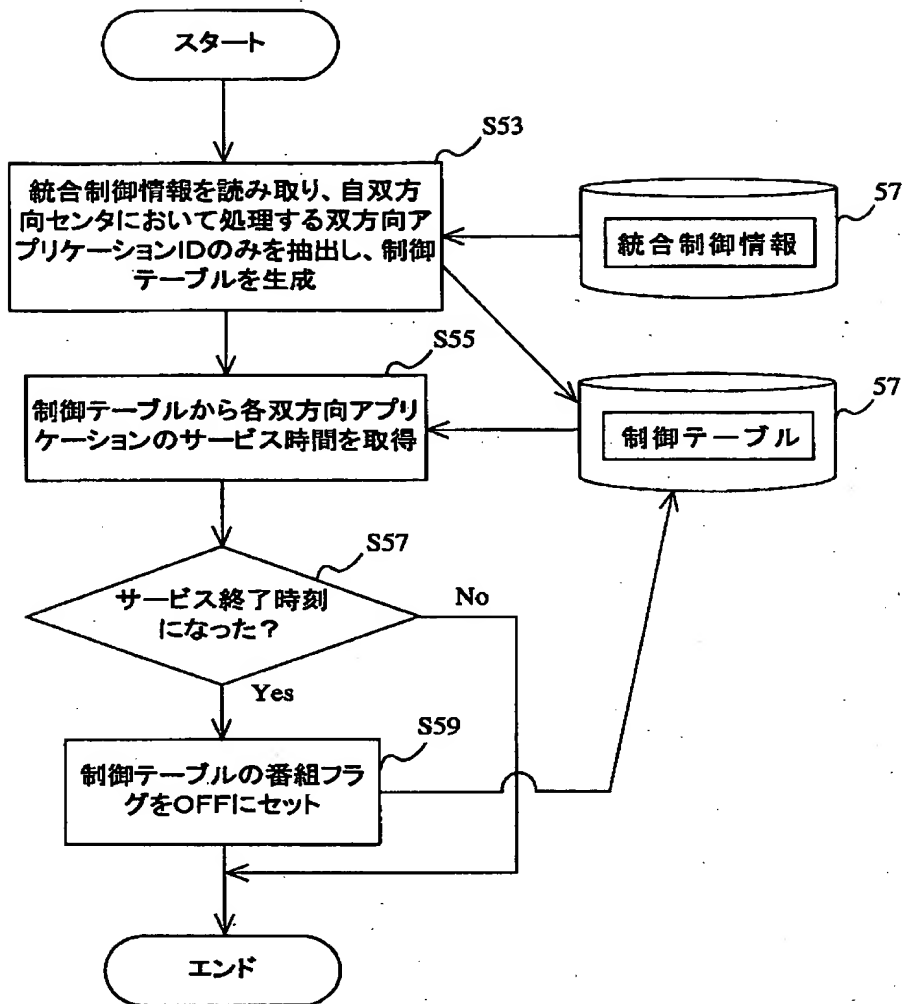 スタート
S53
統合制御情報を読み取り、自双方
向センタにおいて処理する双方向ア
プリケーションIDのみを抽出し、制御
テーブルを生成
57
統合制御情報
S55
制御テーブルから各双方向アプリ
ケーションのサービス時間を取得
57
制御テーブル
S57
サービス終了時刻
になった？
No
Yes
S59
制御テーブルの番組フラ
グをOFFにセット
エンド